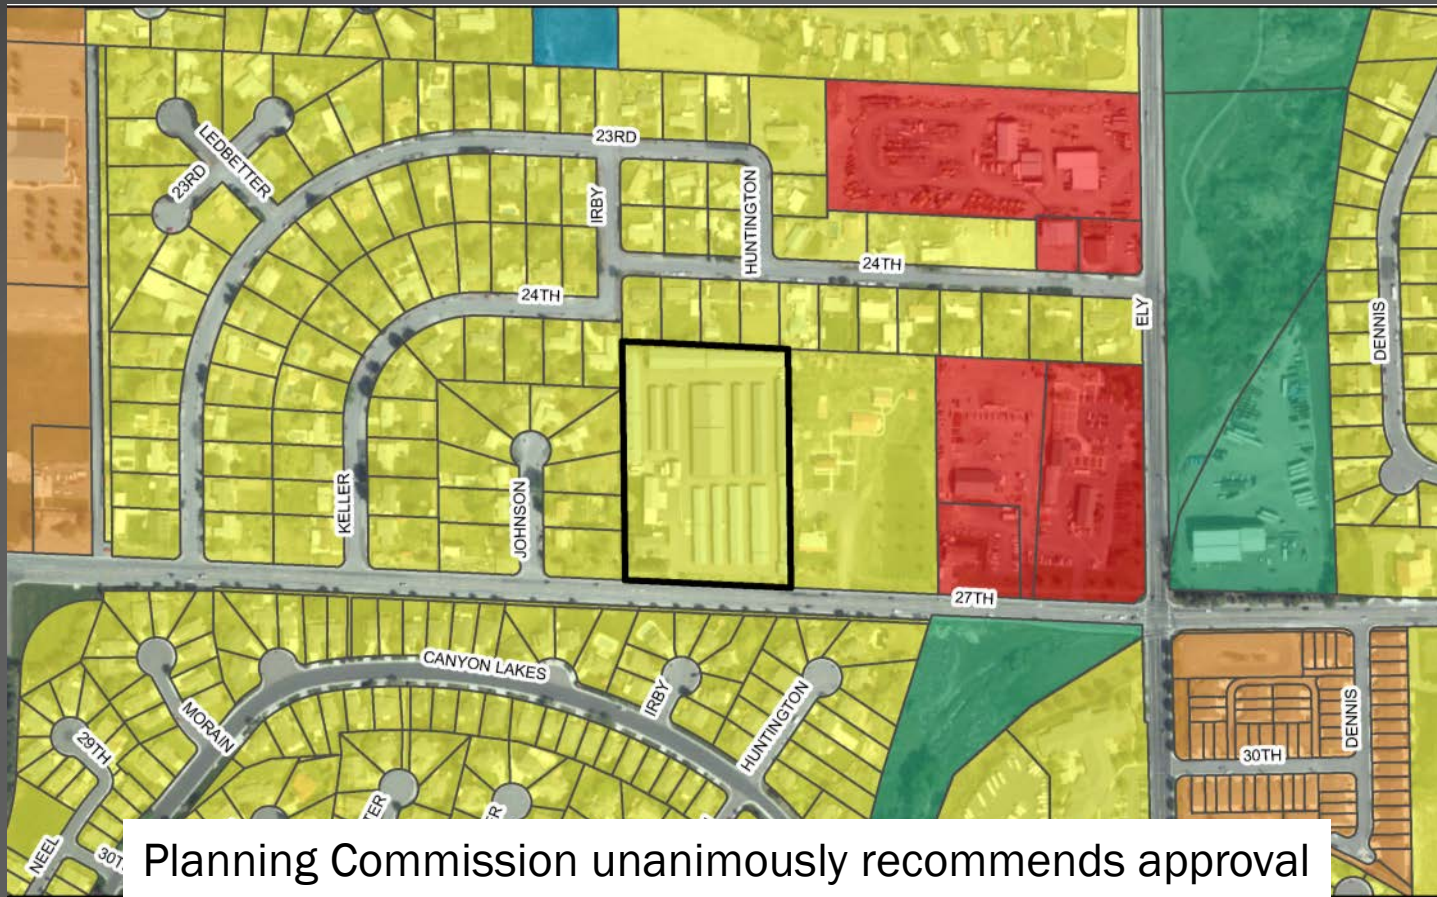 23RD
LEDBETTER
23RD
IRBY
HUNTINGTON
24TH
24TH
ELY
DENNIS
KELLER
JOHNSON
27TH
CANYON LAKES
IRBY
HUNTINGTON
MORAIN
29TH
DENNIS
30TH
NEEL
Planning Commission unanimously recommends approval